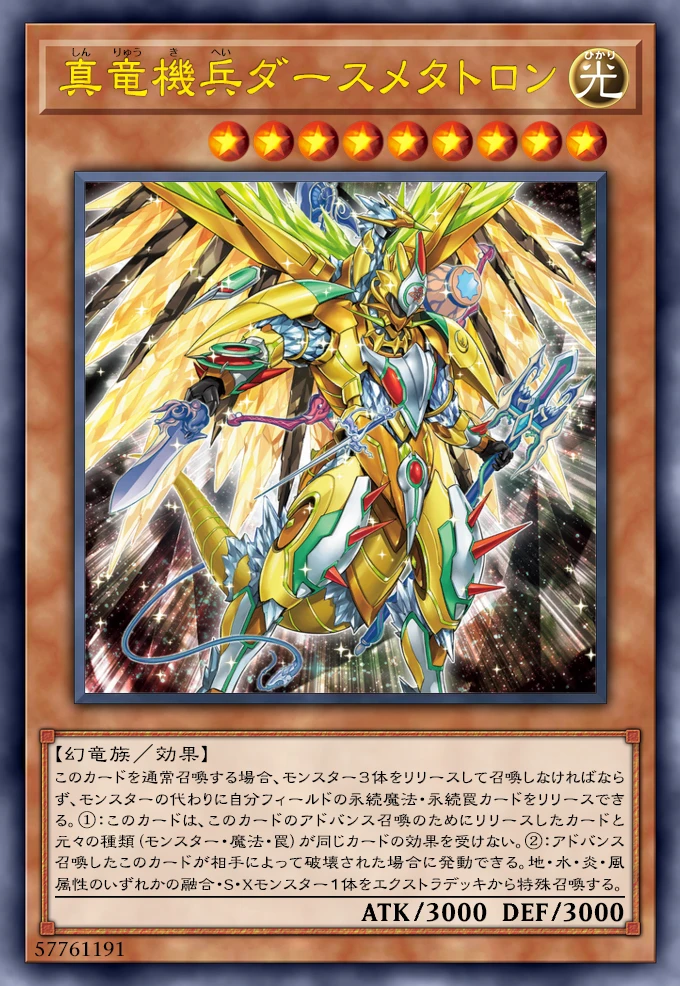 しん りゅう き へい
真竜機兵ダースメタトロン
ひかり
光
【幻竜族／効果】
このカードを通常召喚する場合、モンスター３体をリリースして召喚しなければなら
ず、モンスターの代わりに自分フィールドの永続魔法・永続罠カードをリリースでき
る。①：このカードは、このカードのアドバンス召喚のためにリリースしたカードと
元々の種類（モンスター・魔法・罠）が同じカードの効果を受けない。②：アドバンス
召喚したこのカードが相手によって破壊された場合に発動できる。地・水・炎・風
属性のいずれかの融合・S・Xモンスター１体をエクストラデッキから特殊召喚する。
ATK/3000 DEF/3000
57761191